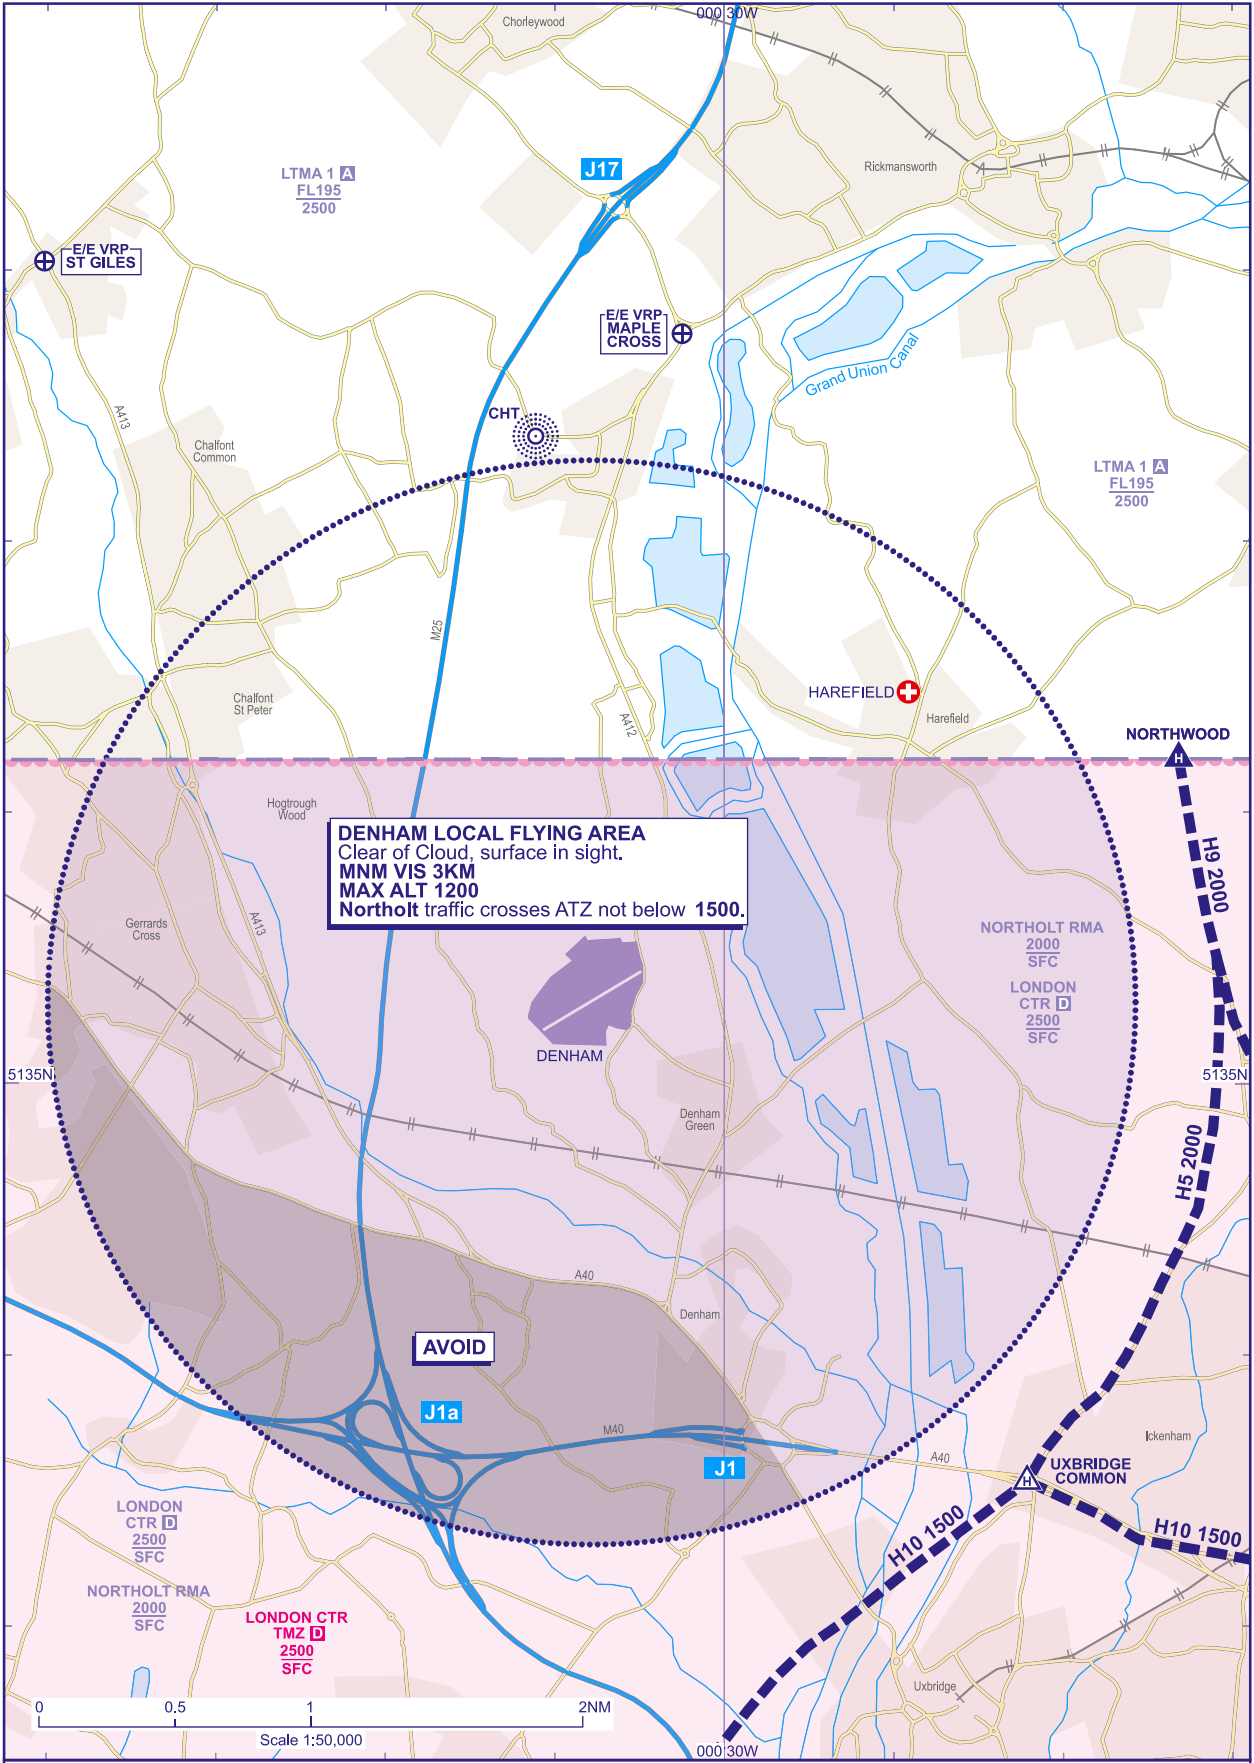 000 30W
Chorleywood
J17
Rickmansworth
LTMA 1 A
FL195
2500
E/E VRP
ST GILES
E/E VRP
MAPLE
CROSS
Grand Union Canal
CHT
A413
Chalfont
Common
LTMA 1 A
FL195
2500
M25
HAREFIELD
Harefield
Chalfont
St Peter
A412
NORTHWOOD
H
Hogtrough
Wood
DENHAM LOCAL FLYING AREA
Clear of Cloud, surface in sight.
MNM VIS 3KM
MAX ALT 1200
Northolt traffic crosses ATZ not below 1500.
H9 2000
Gerrards
Cross
A413
NORTHOLT RMA
2000
SFC
LONDON
CTR D
2500
SFC
DENHAM
5135N
5135N
Denham
Green
H5 2000
A40
Denham
AVOID
J1a
M40
J1
A40
Ickenham
UXBRIDGE
COMMON
H
LONDON
CTR D
2500
SFC
H10 1500
H10 1500
NORTHOLT RMA
2000
SFC
LONDON CTR
TMZ D
2500
SFC
Uxbridge
0 0.5 1 2NM
Scale 1:50,000
000 30W